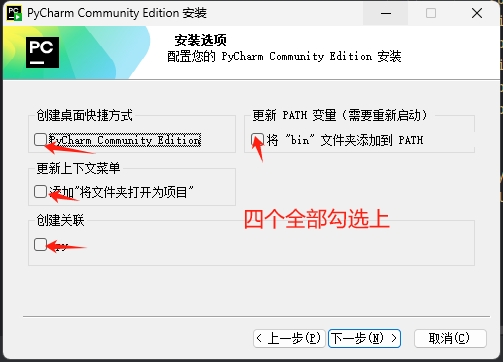 PyCharm Community Edition 安装
PC
安装选项
配置您的 PyCharm Community Edition 安装
创建桌面快捷方式
PyCharm Community Edition
更新 PATH 变量（需要重新启动）
将 "bin" 文件夹添加到 PATH
更新上下文菜单
添加"将文件夹打开为项目"
四个全部勾选上
创建关联
.py
< 上一步(P)
下一步(N) >
取消(C)